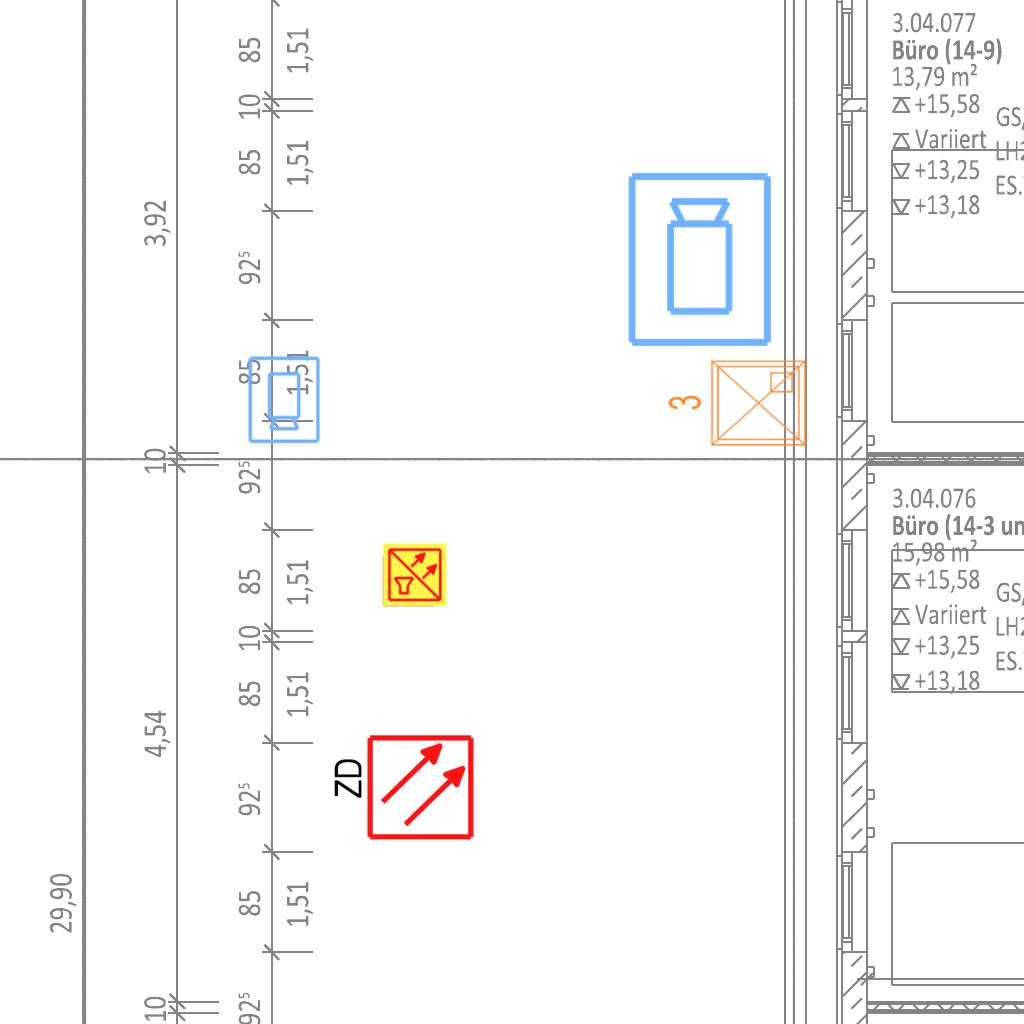 3.04.077
Büro (14-9)
13,79 m²
+15,58
Variiert
+13,25
+13,18
GS
LH2
ES.
3.04.076
Büro (14-3 un
15,98 m²
+15,58
Variiert
+13,25
+13,18
GS
LH2
ES.
3
ZD
85
1,51
10
85
1,51
3,92
92⁵
85
1,51
10
92⁵
85
1,51
10
85
1,51
4,54
92⁵
85
1,51
29,90
10
92⁵